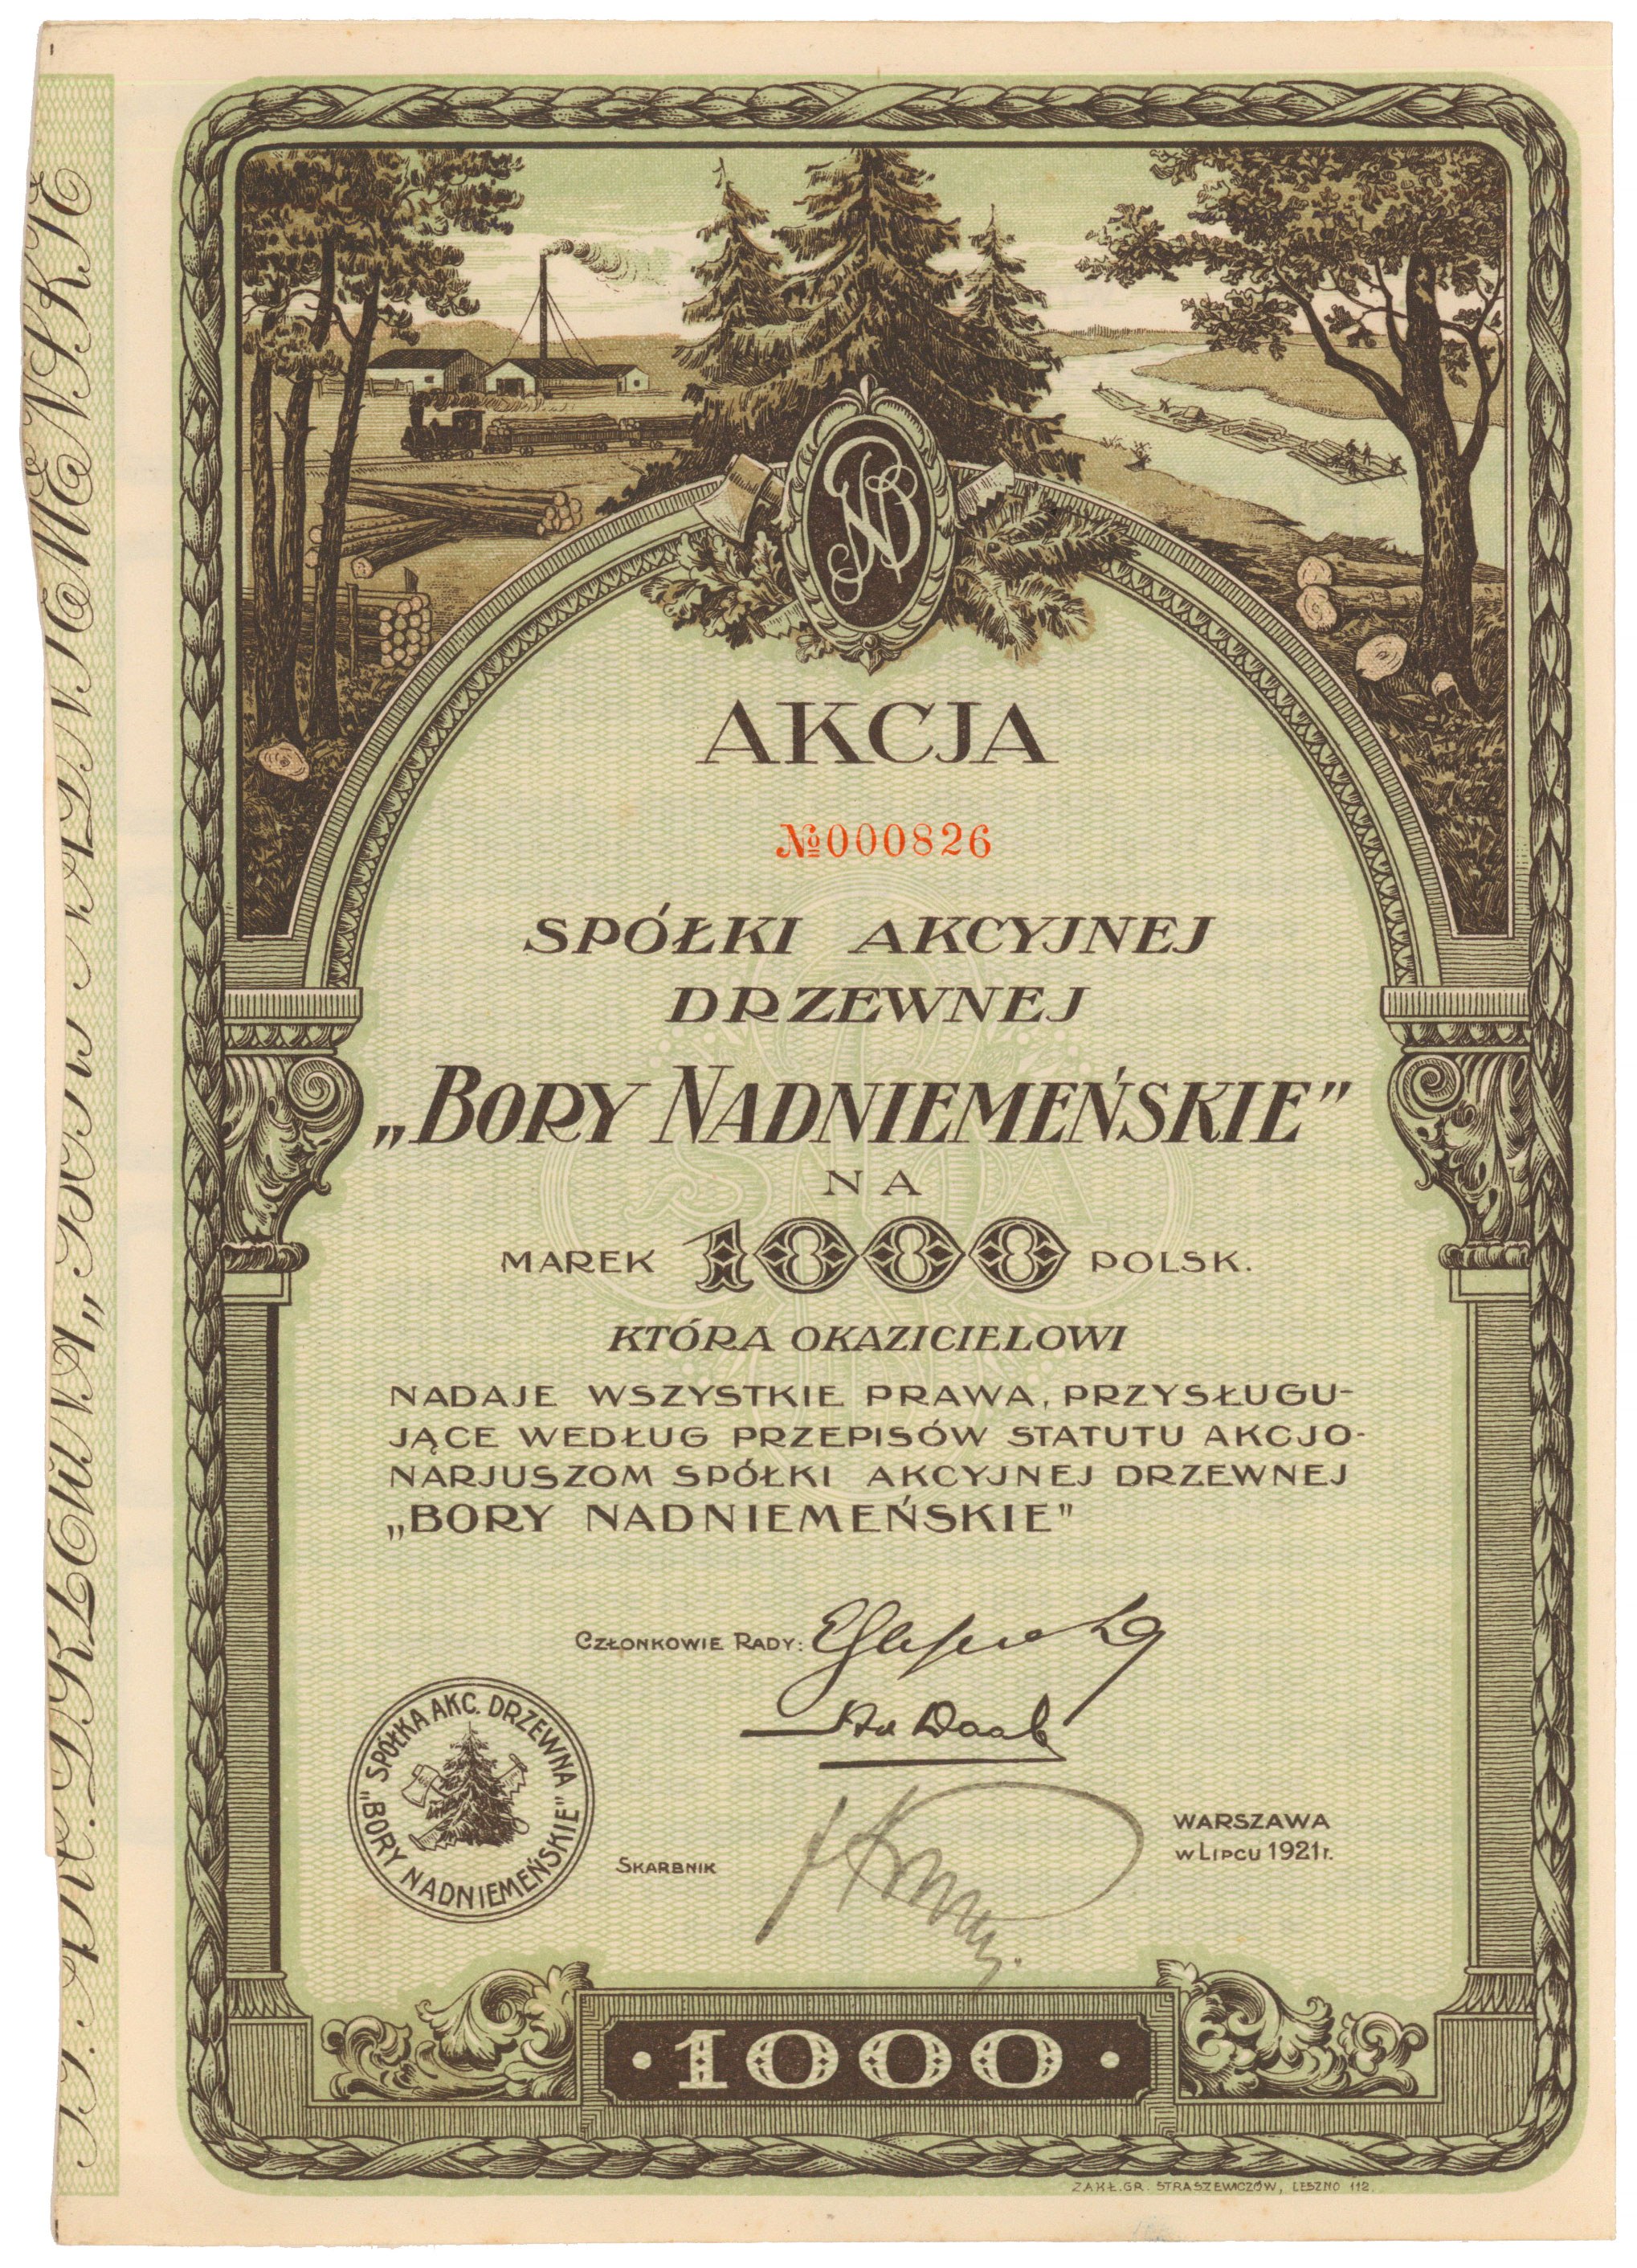 AKCJA
№000826
SPÓŁKI AKCYJNEJ
DRZEWNEJ
„BORY NADNIEMEŃSKIE”
NA
MAREK 1000 POLSK.
KTÓRA OKAZICIELOWI
NADAJE WSZYSTKIE PRAWA, PRZYSŁUGU-
JĄCE WEDŁUG PRZEPISÓW STATUTU AKCJO-
NARJUSZOM SPÓŁKI AKCYJNEJ DRZEWNEJ
„BORY NADNIEMEŃSKIE”
CZŁONKOWIE RADY:
SKARBNIK
WARSZAWA
W LIPCU 1921 r.
SPÓŁKA AKC. DRZEWNA
"BORY NADNIEMEŃSKIE"
· 1000 ·
ZAKŁ. GR. STRASZEWICZÓW, LESZNO 112.